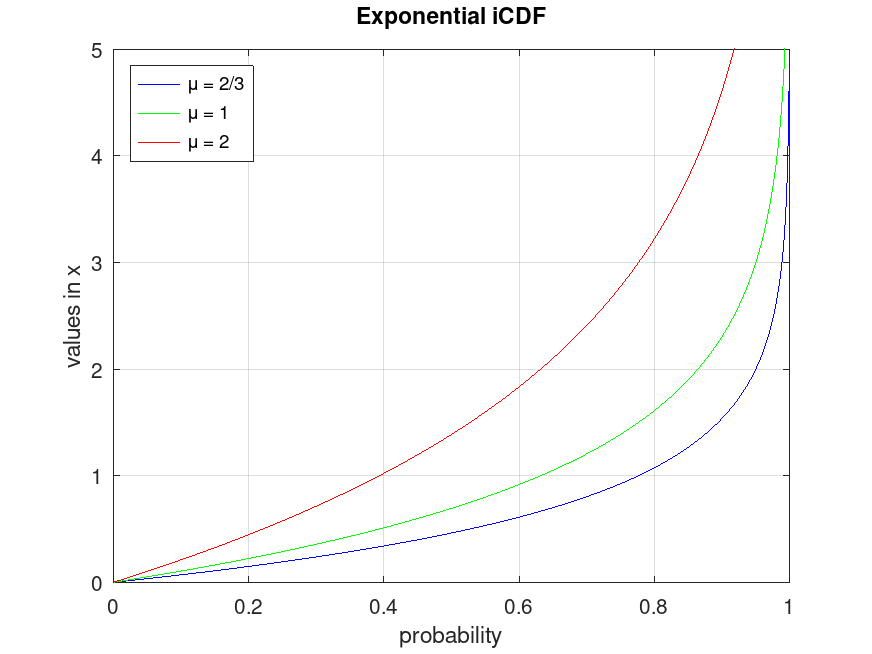 Exponential iCDF
5
4
3
2
1
0
values in x
μ = 2/3
μ = 1
μ = 2
0
0.2
0.4
0.6
0.8
1
probability